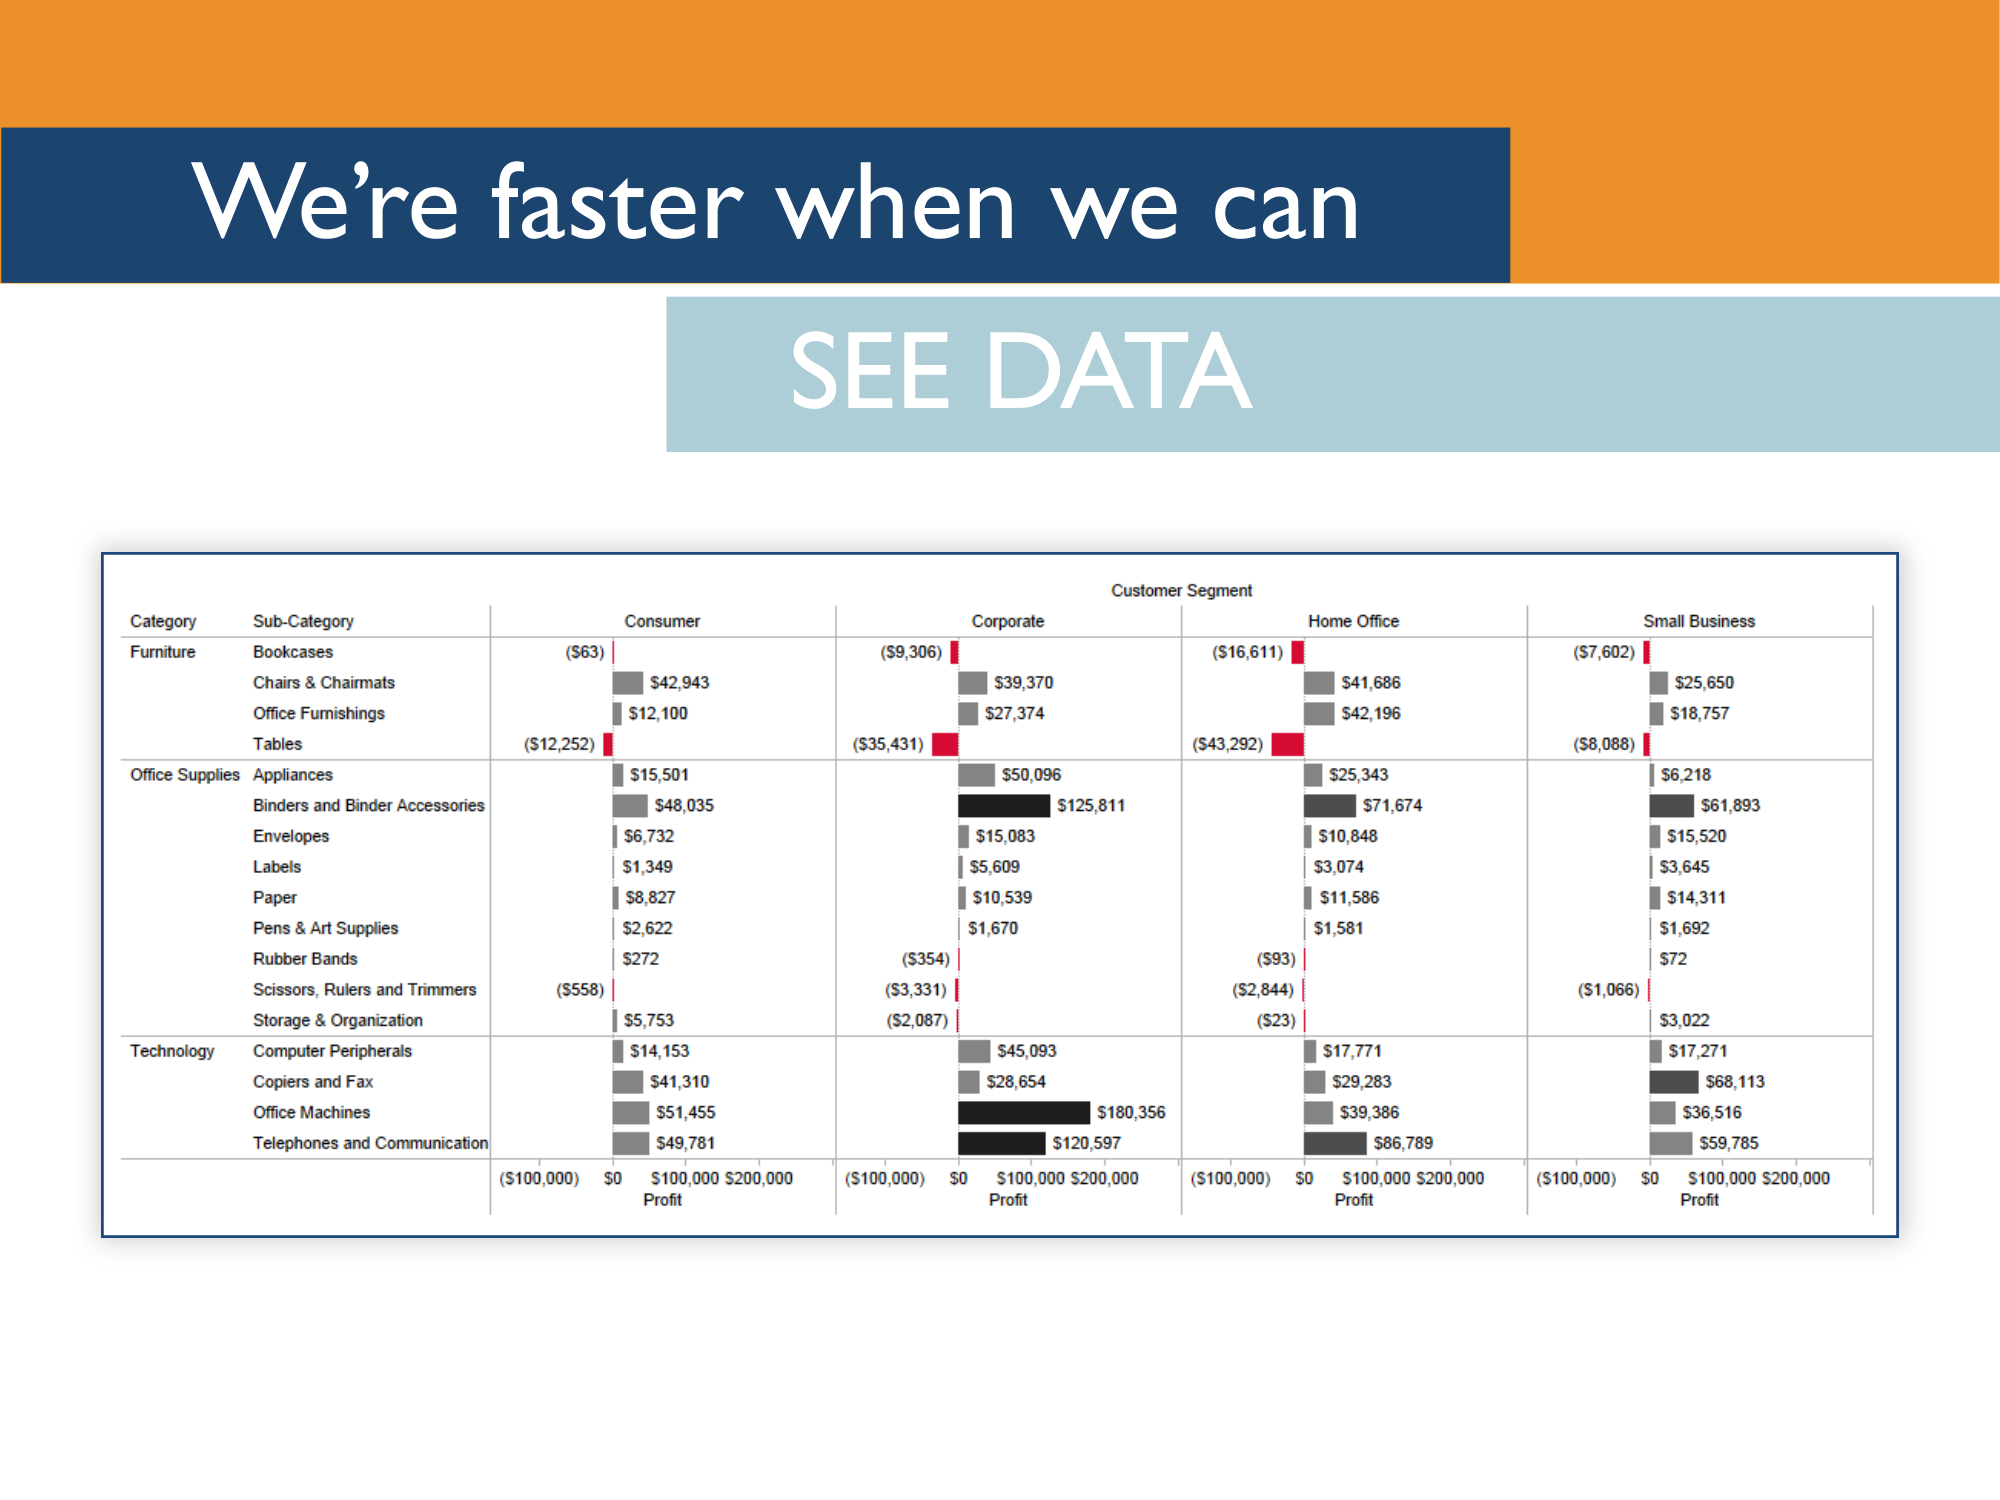 We're faster when we can
SEE DATA
Customer Segment
Category Sub-Category Consumer Corporate Home Office Small Business
Furniture Bookcases ($63) ($9,306) ($16,611) ($7,602)
Chairs & Chairmats $42,943 $39,370 $41,686 $25,650
Office Furnishings $12,100 $27,374 $42,196 $18,757
Tables ($12,252) ($35,431) ($43,292) ($8,088)
Office Supplies Appliances $15,501 $50,096 $25,343 $6,218
Binders and Binder Accessories $48,035 $125,811 $71,674 $61,893
Envelopes $6,732 $15,083 $10,848 $15,520
Labels $1,349 $5,609 $3,074 $3,645
Paper $8,827 $10,539 $11,586 $14,311
Pens & Art Supplies $2,622 $1,670 $1,581 $1,692
Rubber Bands $272 ($354) ($93) $72
Scissors, Rulers and Trimmers ($558) ($3,331) ($2,844) ($1,066)
Storage & Organization $5,753 ($2,087) ($23) $3,022
Technology Computer Peripherals $14,153 $45,093 $17,771 $17,271
Copiers and Fax $41,310 $28,654 $29,283 $68,113
Office Machines $51,455 $180,356 $39,386 $36,516
Telephones and Communication $49,781 $120,597 $86,789 $59,785
($100,000) $0 $100,000 $200,000 ($100,000) $0 $100,000 $200,000 ($100,000) $0 $100,000 $200,000 ($100,000) $0 $100,000 $200,000
Profit Profit Profit Profit